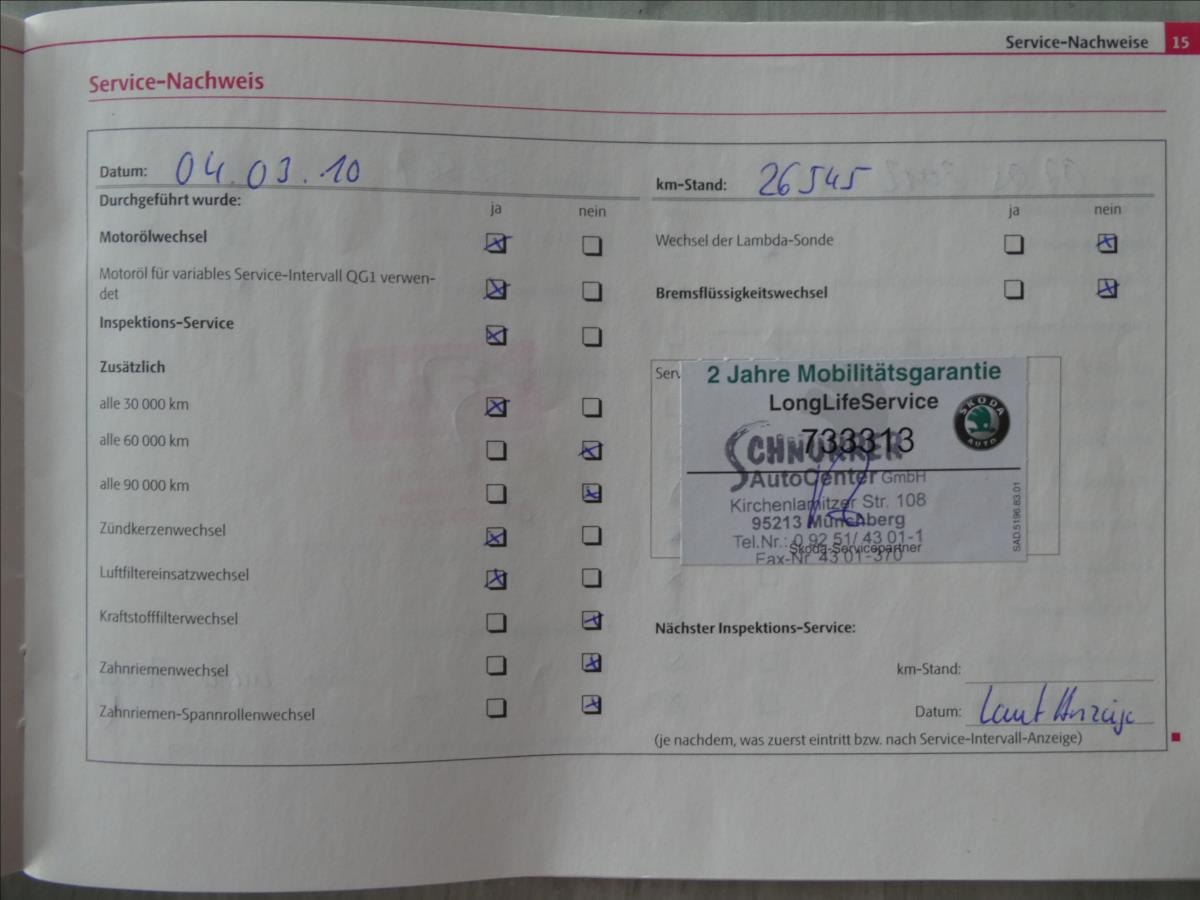 Service-Nachweise 15
Service-Nachweis
Datum: 04.03.10
Durchgeführt wurde:
ja nein
Motorölwechsel
Motoröl für variables Service-Intervall QG1 verwen-
det
Inspektions-Service
Zusätzlich
alle 30 000 km
alle 60 000 km
alle 90 000 km
Zündkerzenwechsel
Luftfiltereinsatzwechsel
Kraftstofffilterwechsel
Zahnriemenwechsel
Zahnriemen-Spannrollenwechsel
km-Stand: 26545
ja nein
Wechsel der Lambda-Sonde
Bremsflüssigkeitswechsel
2 Jahre Mobilitätsgarantie
LongLifeService
SKODA
AUTO
733313
SCHNURRER
AutoCenter GmbH
Kirchenlamitzer Str. 108
95213 Münchberg
Tel.Nr.: 0 92 51/ 43 01-1
Skoda-Servicepartner
Fax-Nr. 43 01-370
SAD.5196.83.01
Nächster Inspektions-Service:
km-Stand:
Datum: Laut Anzeige
(je nachdem, was zuerst eintritt bzw. nach Service-Intervall-Anzeige)